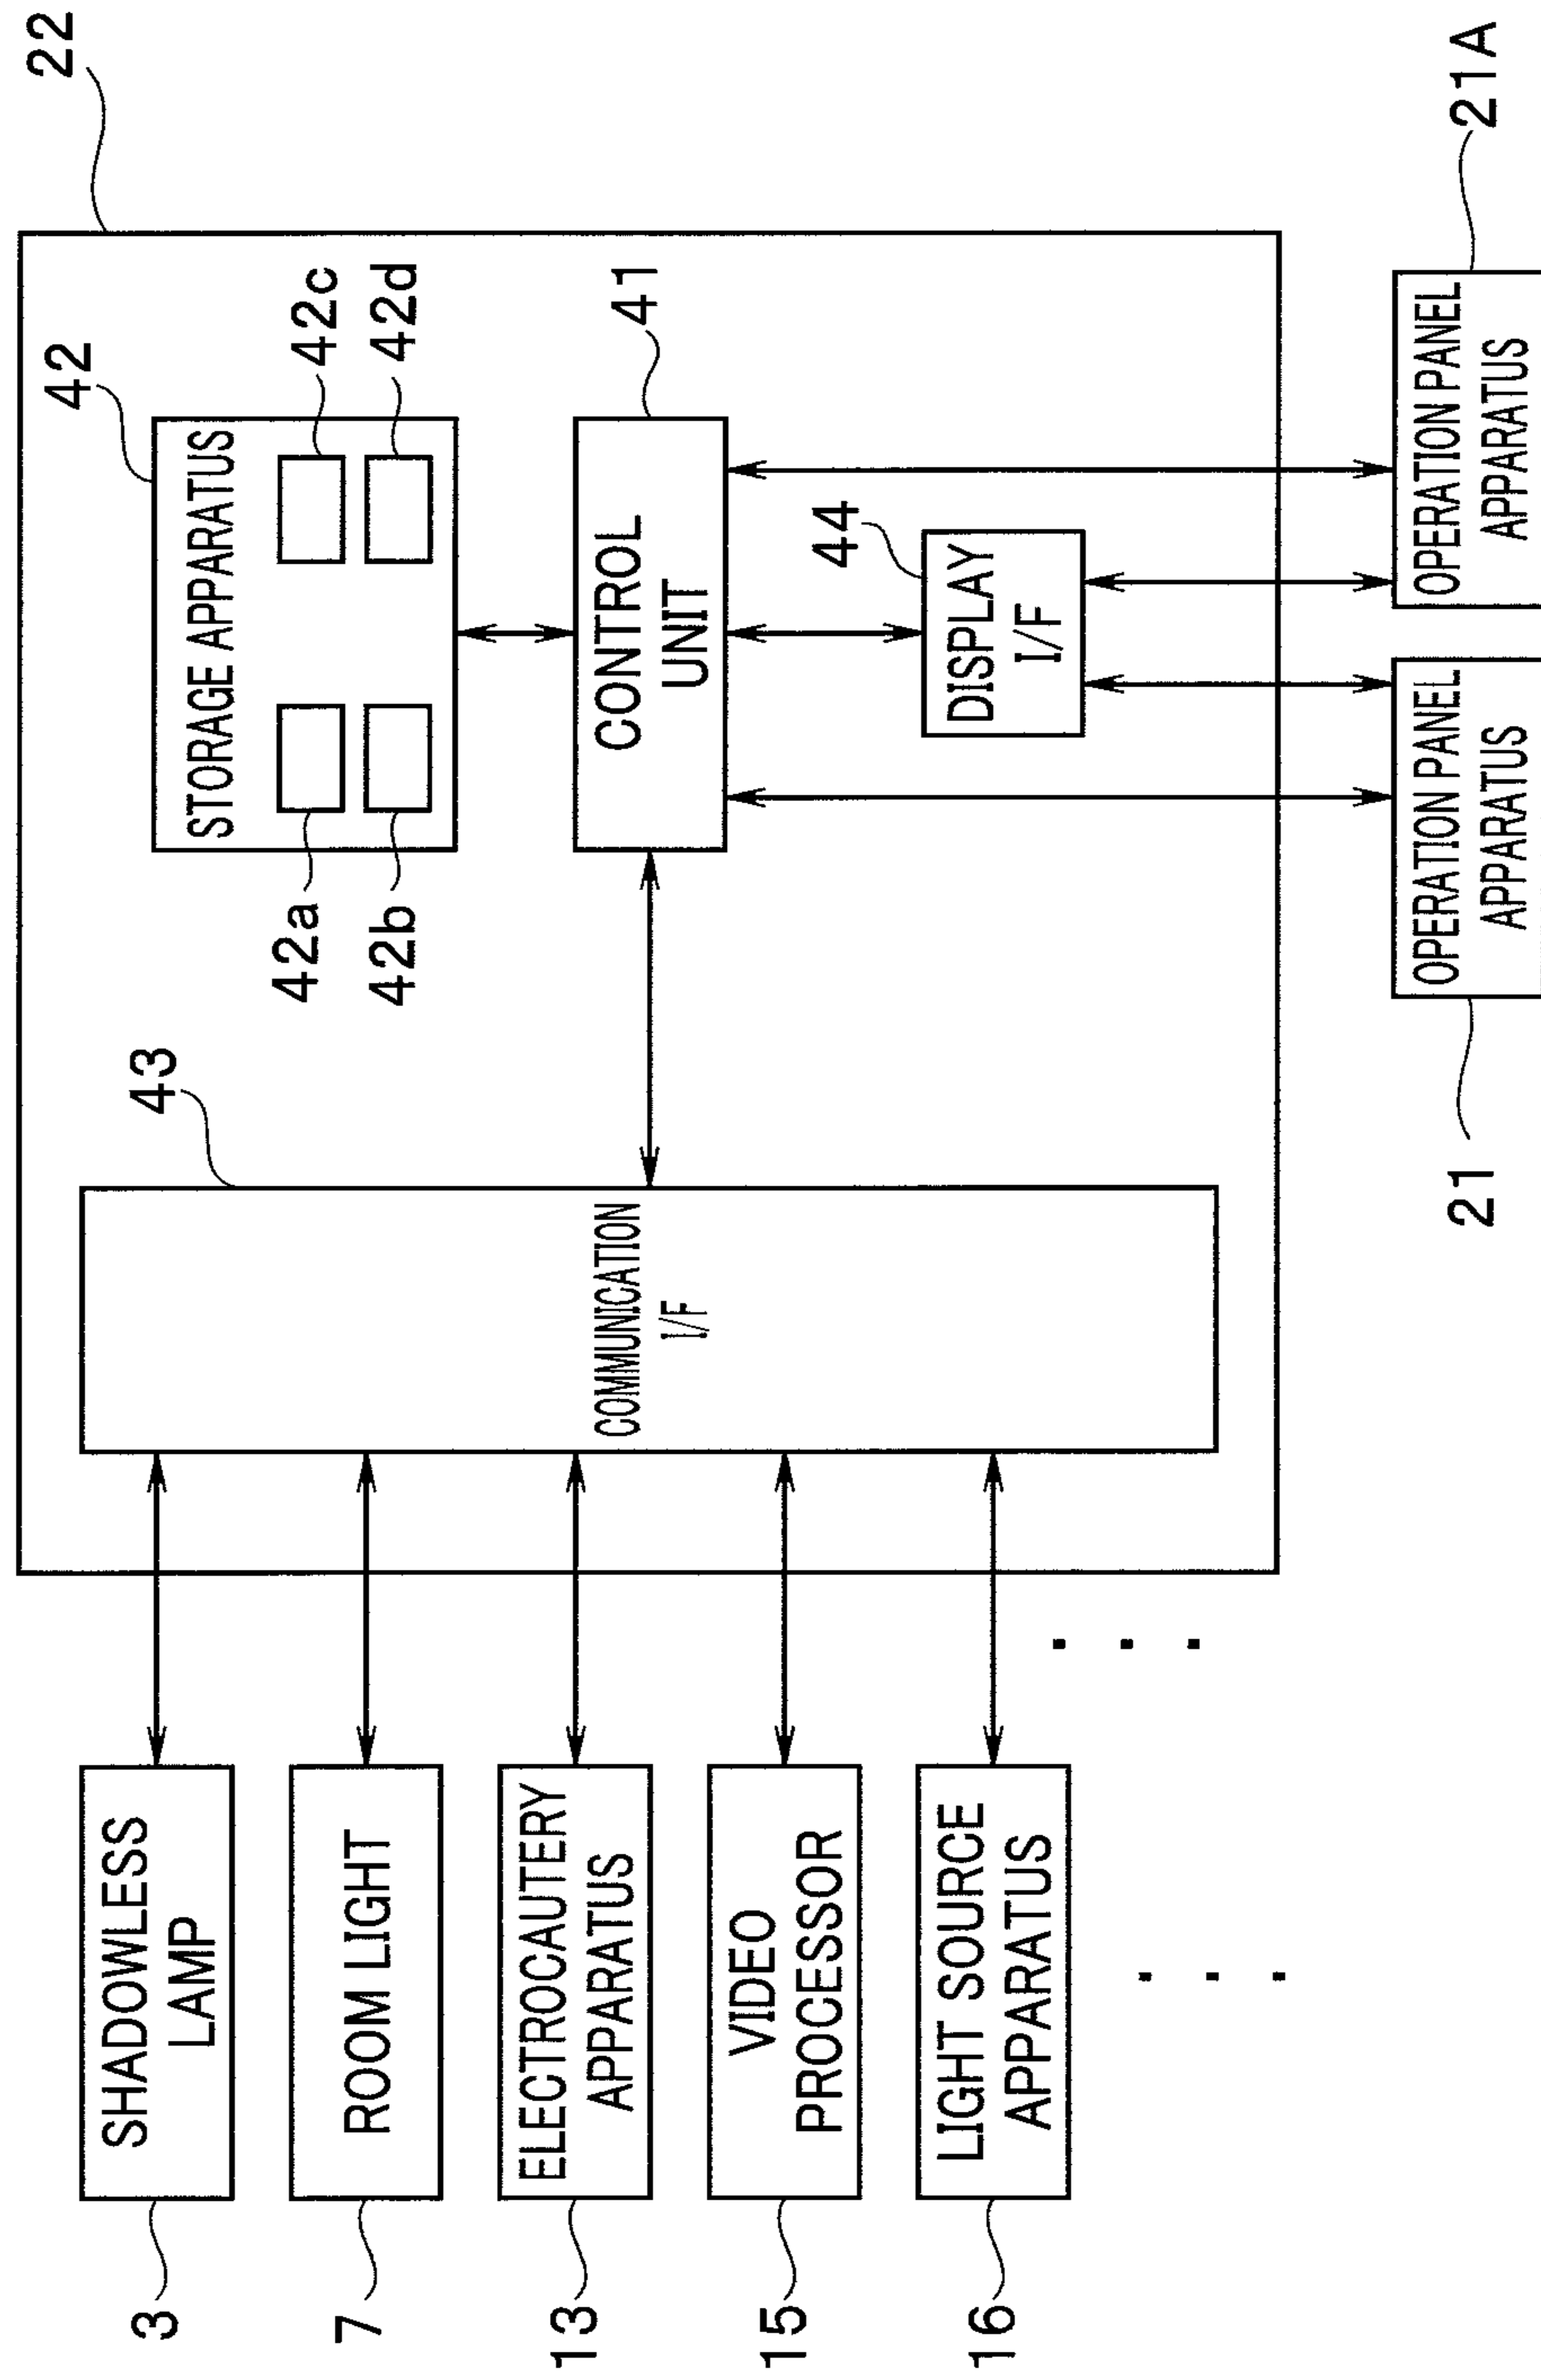 22
42
STORAGE APPARATUS
42a
42c
42b
42d
43
41
CONTROL
UNIT
COMMUNICATION
I/F
44
DISPLAY
I/F
3
SHADOWLESS
LAMP
7
ROOM LIGHT
13
ELECTROCAUTERY
APPARATUS
15
VIDEO
PROCESSOR
16
LIGHT SOURCE
APPARATUS
. . .
. . .
21
OPERATION PANEL
APPARATUS
OPERATION PANEL
APPARATUS
21A